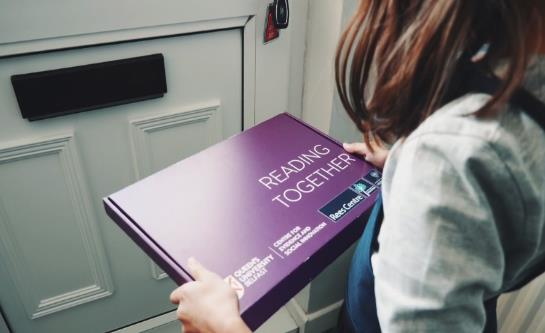 READING
TOGETHER
Rees Centre
QUEEN'S
UNIVERSITY
BELFAST
CENTRE FOR
EVIDENCE AND
SOCIAL INNOVATION